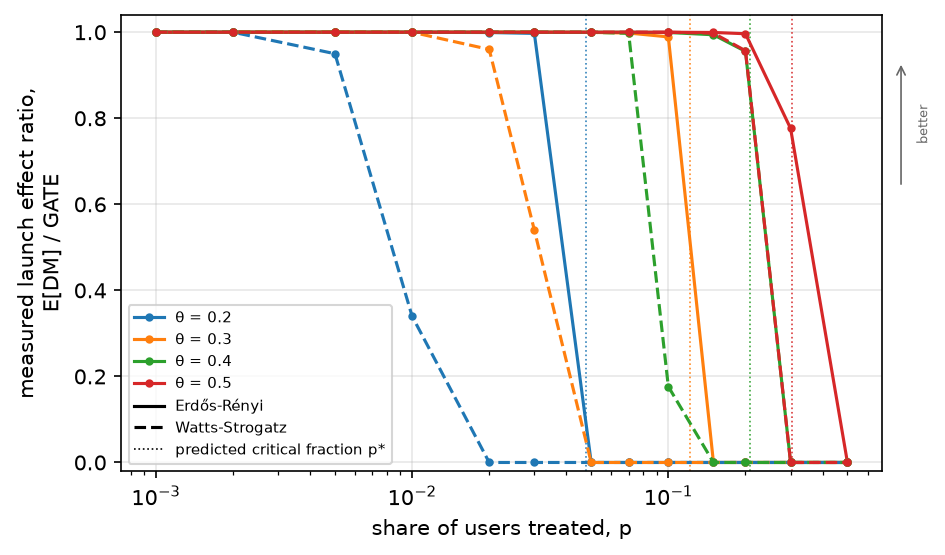 measured launch effect ratio,
E[DM] / GATE
1.0
0.8
0.6
0.4
0.2
0.0
better
θ = 0.2
θ = 0.3
θ = 0.4
θ = 0.5
Erdős-Rényi
Watts-Strogatz
predicted critical fraction p*
10⁻³
10⁻²
10⁻¹
share of users treated, p